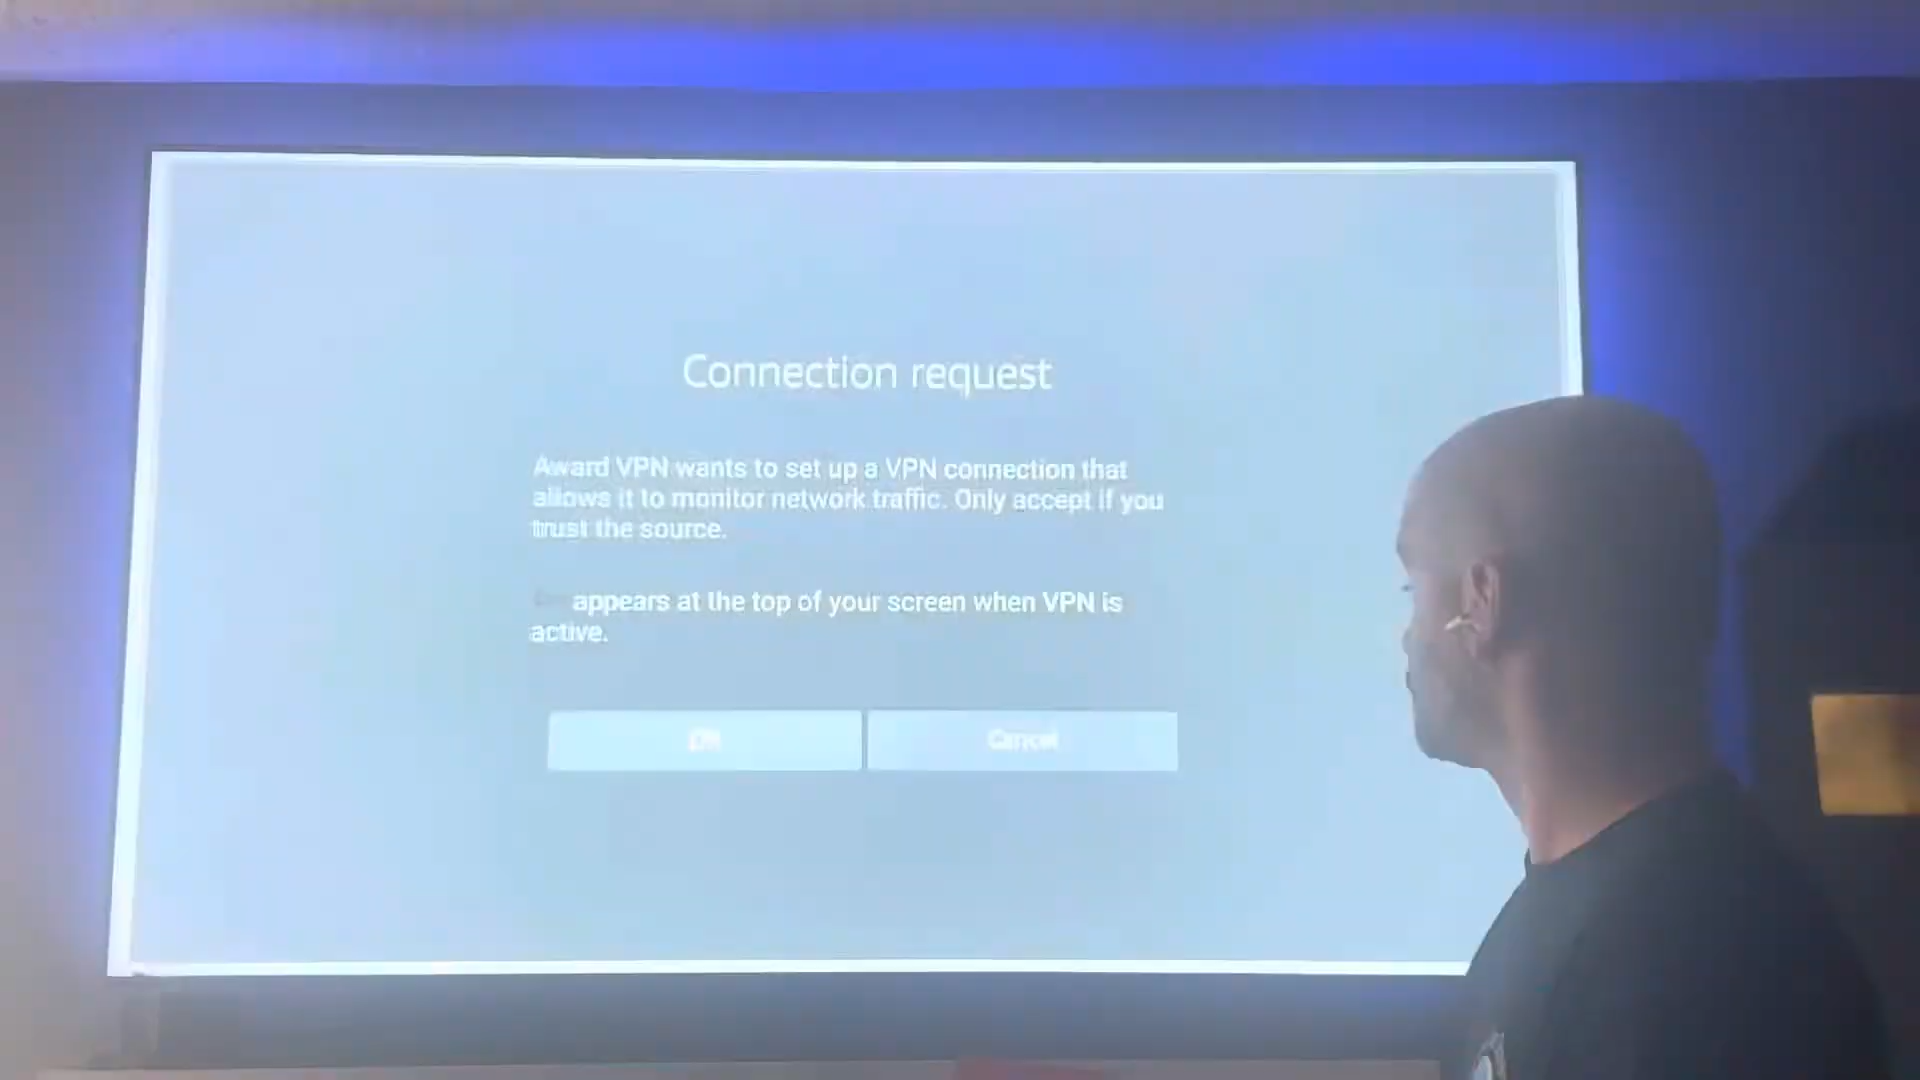 Connection request
Award VPN wants to set up a VPN connection that
allows it to monitor network traffic. Only accept if you
trust the source.
appears at the top of your screen when VPN is
active.
OK
Cancel